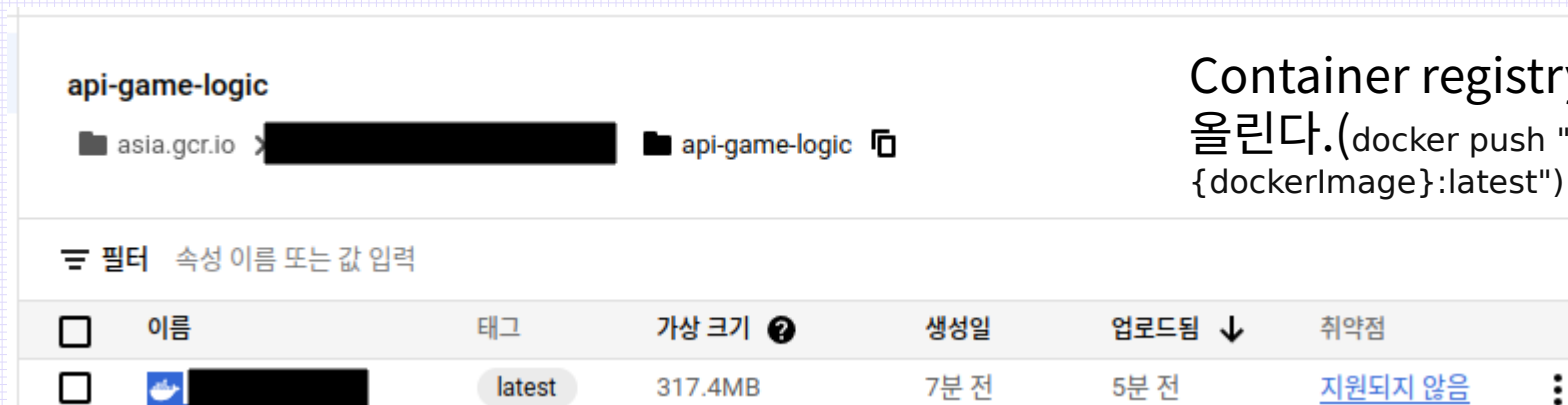 api-game-logic
asia.gcr.io
api-game-logic
Container registry
올린다.(docker push "
{dockerImage}:latest")
필터 속성 이름 또는 값 입력
이름 태그 가상 크기 생성일 업로드됨 취약점
latest 317.4MB 7분 전 5분 전 지원되지 않음